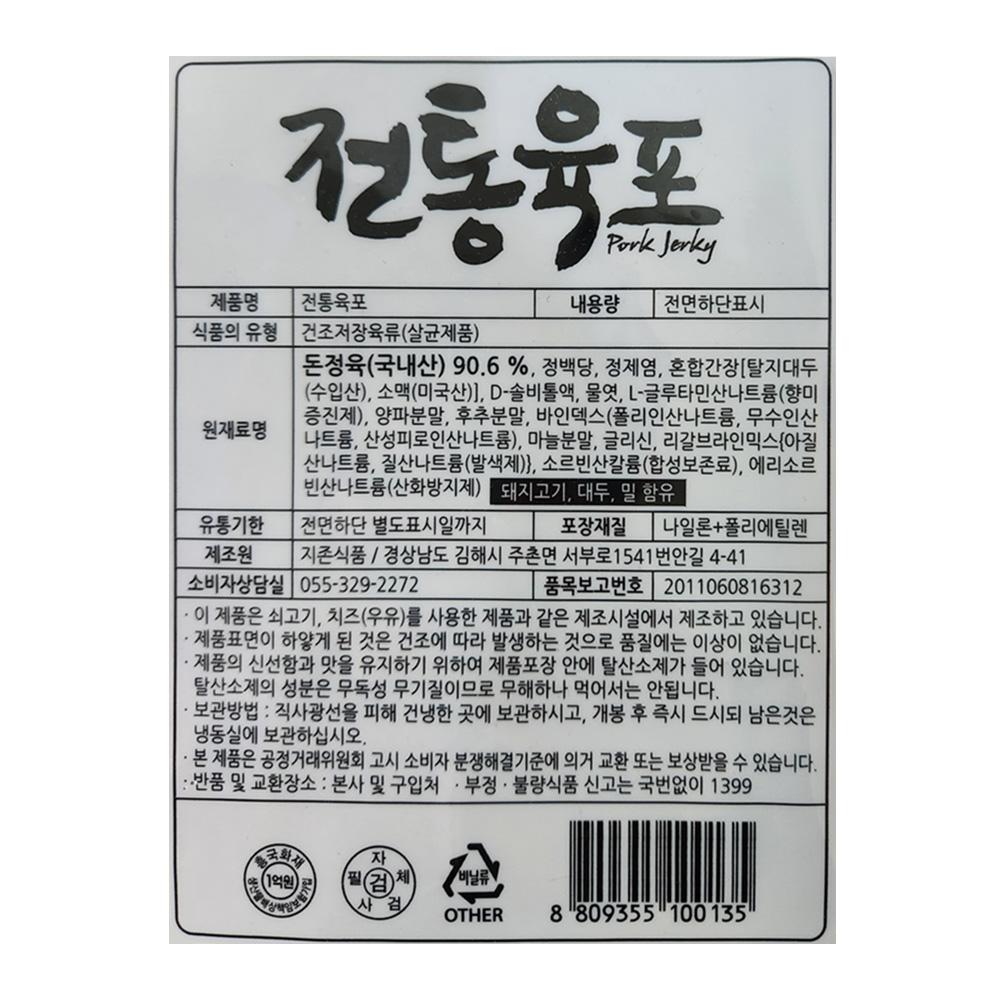 전통육포
Pork Jerky
제품명 전통육포 내용량 전면하단표시
식품의 유형 건조저장육류(살균제품)
원재료명
돈정육(국내산) 90.6 %, 정백당, 정제염, 혼합간장[탈지대두
(수입산), 소맥(미국산)], D-솔비톨액, 물엿, L-글루타민산나트륨(향미
증진제), 양파분말, 후추분말, 바인덱스(폴리인산나트륨, 무수인산
나트륨, 산성피로인산나트륨), 마늘분말, 글리신, 리갈브라인믹스{아질
산나트륨, 질산나트륨(발색제)}, 소르빈산칼륨(합성보존료), 에리소르
빈산나트륨(산화방지제) 돼지고기, 대두, 밀 함유
유통기한 전면하단 별도표시일까지 포장재질 나일론+폴리에틸렌
제조원 지존식품 / 경상남도 김해시 주촌면 서부로1541번안길 4-41
소비자상담실 055-329-2272 품목보고번호 2011060816312
· 이 제품은 쇠고기, 치즈(우유)를 사용한 제품과 같은 제조시설에서 제조하고 있습니다.
· 제품표면이 하얗게 된 것은 건조에 따라 발생하는 것으로 품질에는 이상이 없습니다.
· 제품의 신선함과 맛을 유지하기 위하여 제품포장 안에 탈산소제가 들어 있습니다.
탈산소제의 성분은 무독성 무기질이므로 무해하나 먹어서는 안됩니다.
· 보관방법 : 직사광선을 피해 건냉한 곳에 보관하시고, 개봉 후 즉시 드시되 남은것은
냉동실에 보관하십시오.
· 본 제품은 공정거래위원회 고시 소비자 분쟁해결기준에 의거 교환 또는 보상받을 수 있습니다.
· 반품 및 교환장소 : 본사 및 구입처 · 부정 · 불량식품 신고는 국번없이 1399
흥국화재
1억원
생산물배상책임보험가입
자체검사필
검
비닐류
OTHER
8 809355 100135